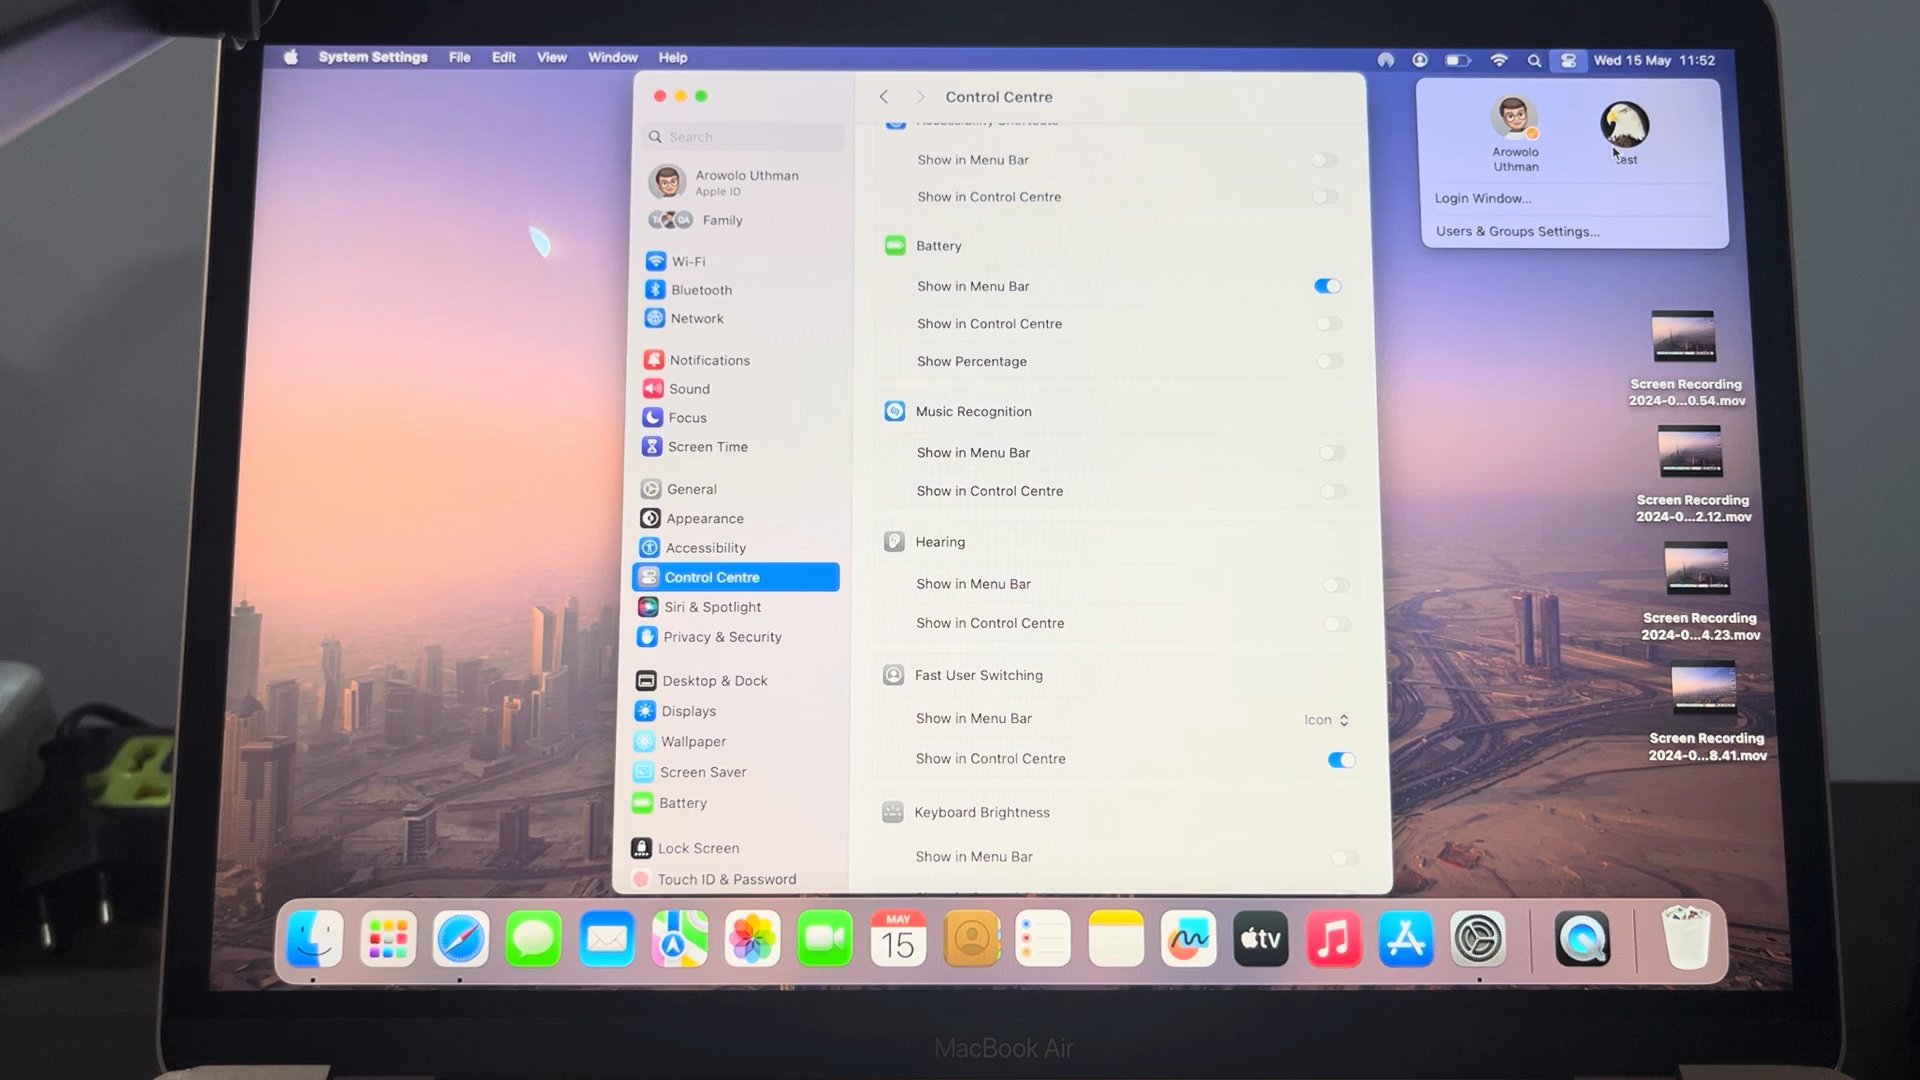 System Settings File Edit View Window Help
Wed 15 May 11:52
Control Centre
Search
Arowolo Uthman
Apple ID
Family
Wi-Fi
Bluetooth
Network
Notifications
Sound
Focus
Screen Time
General
Appearance
Accessibility
Control Centre
Siri & Spotlight
Privacy & Security
Desktop & Dock
Displays
Wallpaper
Screen Saver
Battery
Lock Screen
Touch ID & Password
Accessibility Shortcuts
Show in Menu Bar
Show in Control Centre
Battery
Show in Menu Bar
Show in Control Centre
Show Percentage
Music Recognition
Show in Menu Bar
Show in Control Centre
Hearing
Show in Menu Bar
Show in Control Centre
Fast User Switching
Show in Menu Bar Icon
Show in Control Centre
Keyboard Brightness
Show in Menu Bar
Arowolo
Uthman
Login Window...
Users & Groups Settings...
Screen Recording
2024-0...0.54.mov
Screen Recording
2024-0...2.12.mov
Screen Recording
2024-0...4.23.mov
Screen Recording
2024-0...8.41.mov
MAY
15
tv
MacBook Air